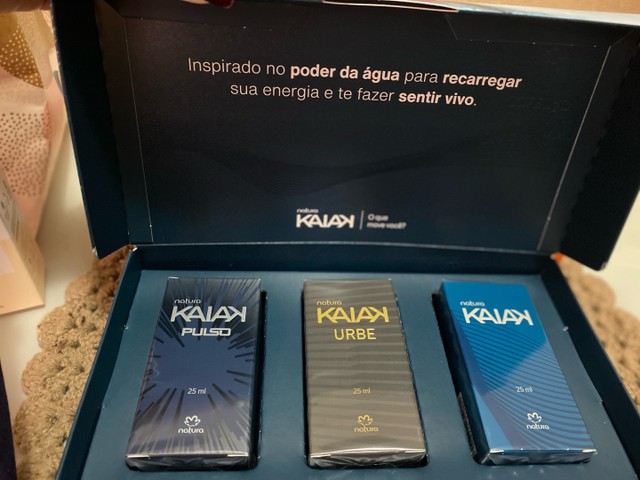 Inspirado no poder da água para recarregar
sua energia e te fazer sentir vivo.
natura
KAIAK
O que
move você?
natura
KAIAK
PULSO
25 ml
natura
natura
KAIAK
URBE
25 ml
natura
natura
KAIAK
25 ml
natura